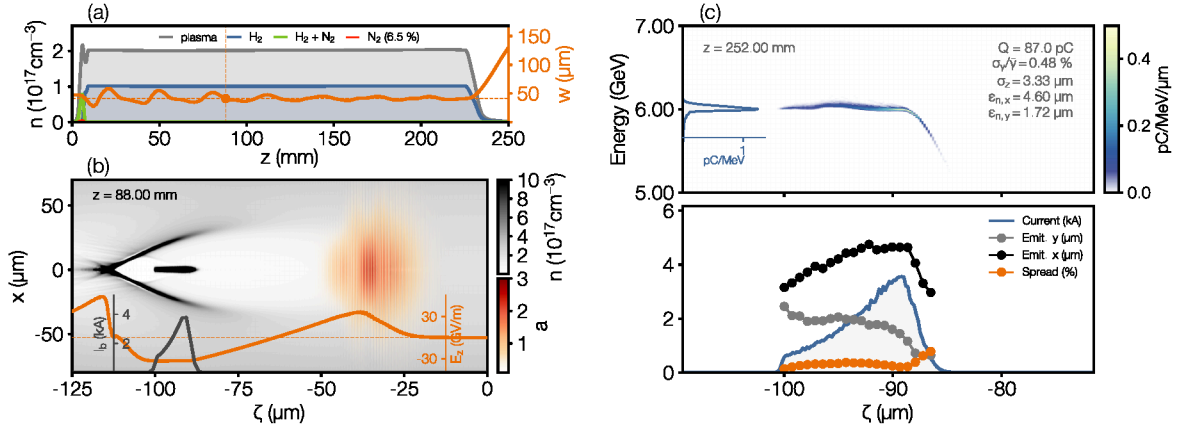 (a)
plasma
H₂
H₂ + N₂
N₂ (6.5 %)
n (10¹⁷cm⁻³)
2
1
0
150
100
50
0
w (µm)
0
50
100
150
200
250
z (mm)
(b)
z = 88.00 mm
x (µm)
50
0
-50
10
8
6
4
2
n (10¹⁷cm⁻³)
3
2
1
a
4
2
I_b (kA)
30
-30
E_z (GV/m)
-125
-100
-75
-50
-25
0
ζ (µm)
(c)
z = 252.00 mm
Q = 87.0 pC
σ_γ/γ̄ = 0.48 %
σ_z = 3.33 µm
ε_n,x = 4.60 µm
ε_n,y = 1.72 µm
Energy (GeV)
7.00
6.00
5.00
1
pC/MeV
0.4
0.2
0.0
pC/MeV/µm
Current (kA)
Emit. y (µm)
Emit. x (µm)
Spread (%)
6
4
2
0
-100
-90
-80
ζ (µm)